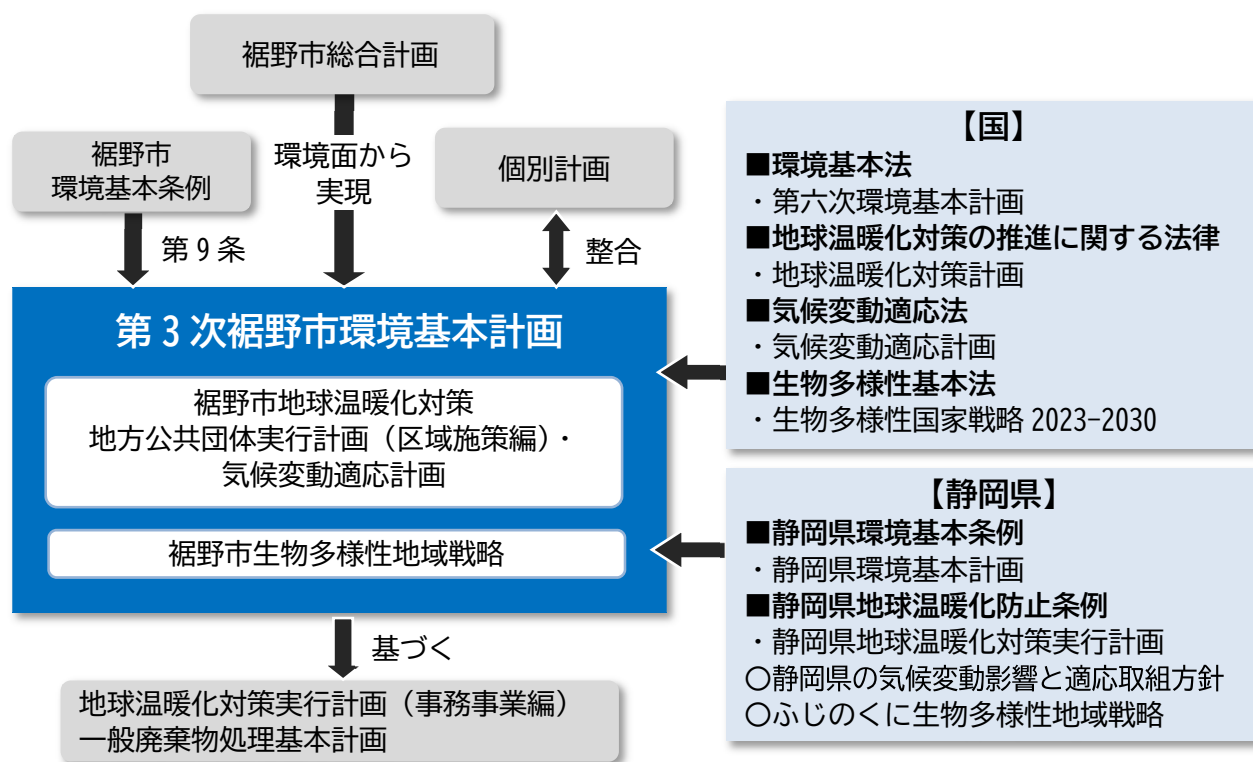 裾野市総合計画
裾野市
環境基本条例
環境面から
実現
個別計画
第9条
整合
第3次裾野市環境基本計画
裾野市地球温暖化対策
地方公共団体実行計画（区域施策編）・
気候変動適応計画
裾野市生物多様性地域戦略
基づく
地球温暖化対策実行計画（事務事業編）
一般廃棄物処理基本計画
【国】
■環境基本法
・第六次環境基本計画
■地球温暖化対策の推進に関する法律
・地球温暖化対策計画
■気候変動適応法
・気候変動適応計画
■生物多様性基本法
・生物多様性国家戦略 2023-2030
【静岡県】
■静岡県環境基本条例
・静岡県環境基本計画
■静岡県地球温暖化防止条例
・静岡県地球温暖化対策実行計画
〇静岡県の気候変動影響と適応取組方針
〇ふじのくに生物多様性地域戦略